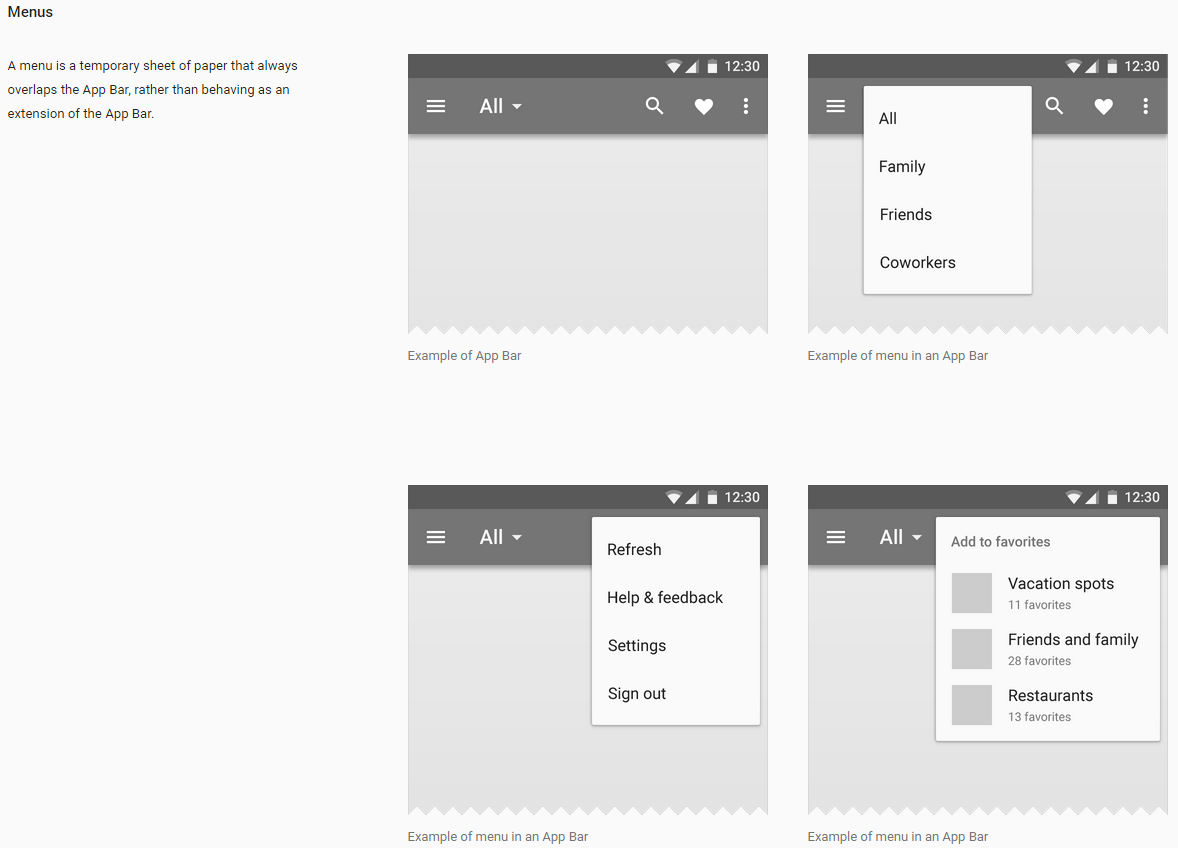 Menus
A menu is a temporary sheet of paper that always
overlaps the App Bar, rather than behaving as an
extension of the App Bar.
12:30
All
Example of App Bar
12:30
All
Family
Friends
Coworkers
Example of menu in an App Bar
12:30
All
Refresh
Help & feedback
Settings
Sign out
Example of menu in an App Bar
12:30
All
Add to favorites
Vacation spots
11 favorites
Friends and family
28 favorites
Restaurants
13 favorites
Example of menu in an App Bar